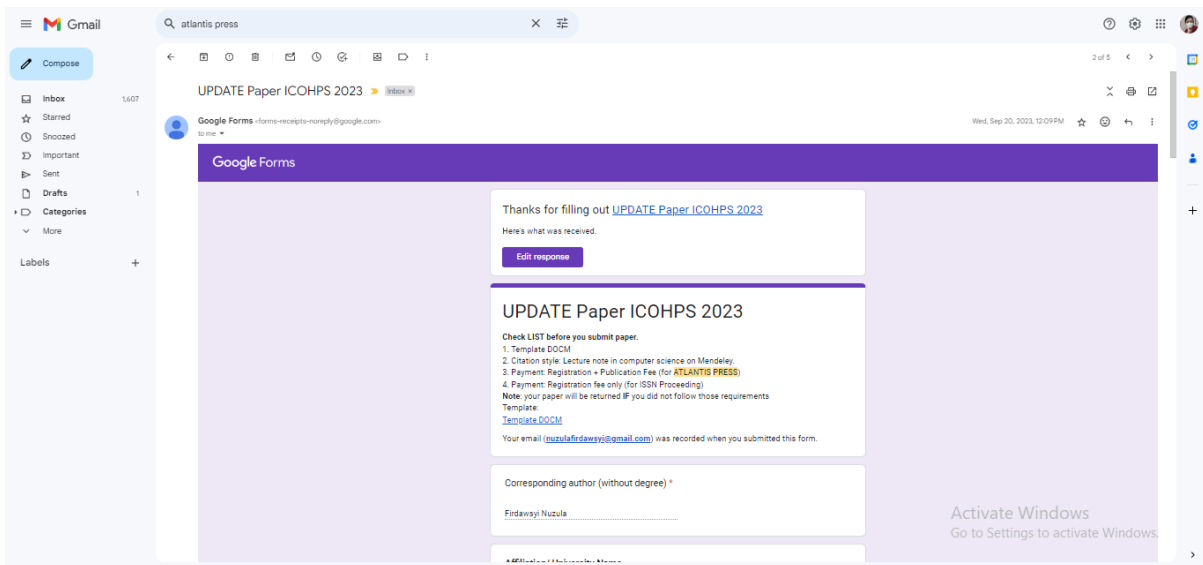 Gmail
atlantis press
Compose
2 of 5
Inbox 1,607
Starred
Snoozed
Important
Sent
Drafts 1
Categories
More
Labels
UPDATE Paper ICOHPS 2023 Inbox ×
Google Forms <forms-receipts-noreply@google.com>
Wed, Sep 20, 2023, 12:09 PM
to me
Google Forms
Thanks for filling out UPDATE Paper ICOHPS 2023
Here's what was received.
Edit response
UPDATE Paper ICOHPS 2023
Check LIST before you submit paper.
1. Template DOCM
2. Citation style: Lecture note in computer science on Mendeley.
3. Payment: Registration + Publication Fee (for ATLANTIS PRESS)
4. Payment: Registration fee only (for ISSN Proceeding)
Note: your paper will be returned IF you did not follow those requirements
Template:
Template DOCM
Your email (nuzulafirdawsyi@gmail.com) was recorded when you submitted this form.
Corresponding author (without degree) *
Firdawsyi Nuzula
Activate Windows
Go to Settings to activate Windows.
Affiliation / University Name